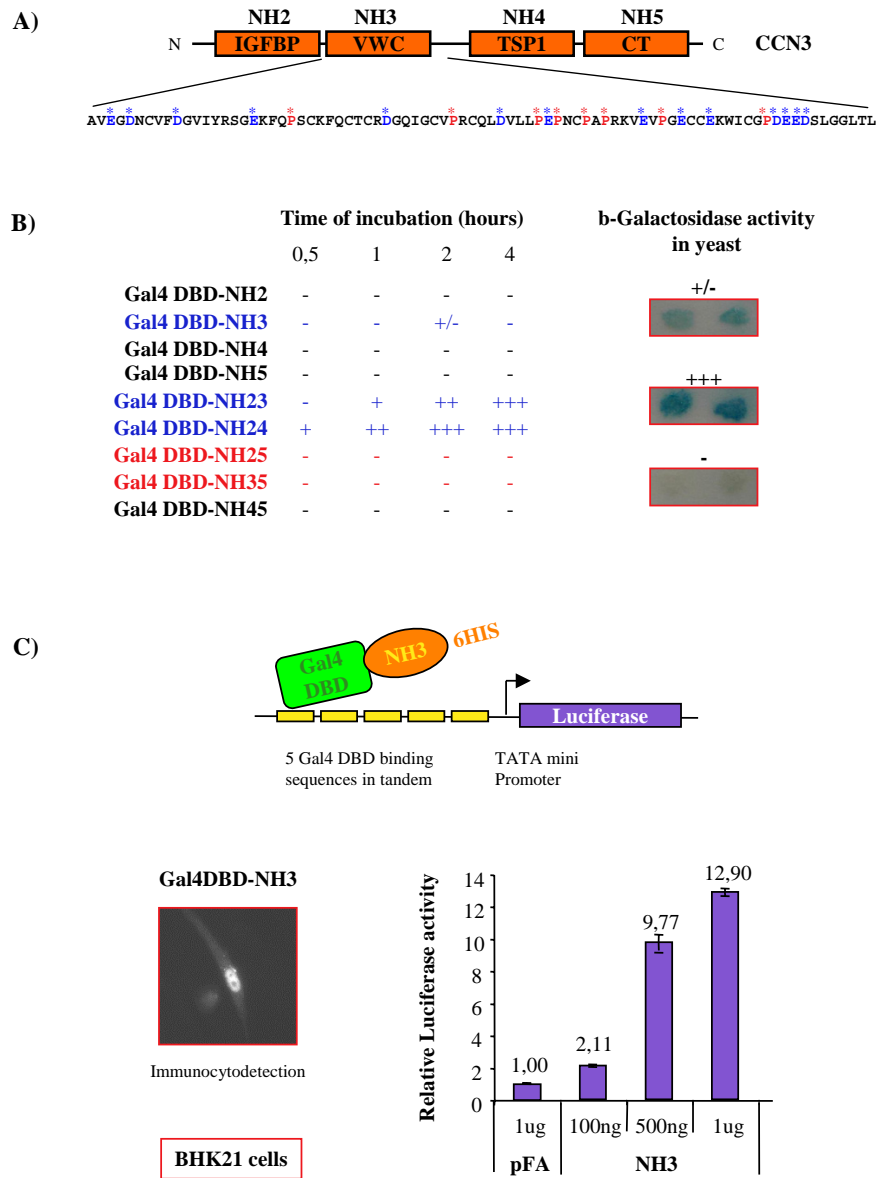 A)
NH2 NH3 NH4 NH5
N IGFBP VWC TSP1 CT C CCN3
* * * * * * * * * * * * * * * * * * * * * * *
AVEGDNCVFDGVIYRSGEKFQPSCKFQCTCRDGQIGCVPRCQLDVLLPEPNCPAPRKVEVPGECCEKWICGPDEEDSLGGLTL
B)
Time of incubation (hours) b-Galactosidase activity
in yeast
0,5 1 2 4
Gal4 DBD-NH2 - - - - +/-
Gal4 DBD-NH3 - - +/- -
Gal4 DBD-NH4 - - - -
Gal4 DBD-NH5 - - - - +++
Gal4 DBD-NH23 - + ++ +++
Gal4 DBD-NH24 + ++ +++ +++
Gal4 DBD-NH25 - - - - -
Gal4 DBD-NH35 - - - -
Gal4 DBD-NH45 - - - -
C)
Gal4
DBD
NH3
6HIS
Luciferase
5 Gal4 DBD binding
sequences in tandem
TATA mini
Promoter
Gal4DBD-NH3
Immunocytodetection
BHK21 cells
Relative Luciferase activity
14
12
10
8
6
4
2
0
1,00
2,11
9,77
12,90
1ug 100ng 500ng 1ug
pFA NH3